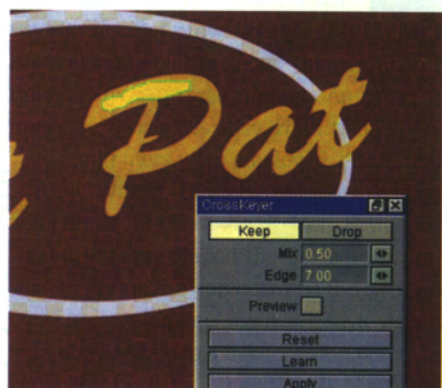 Pat
CrossKeyer
Keep Drop
Mix 0.50
Edge 7.00
Preview
Reset
Learn
Apply